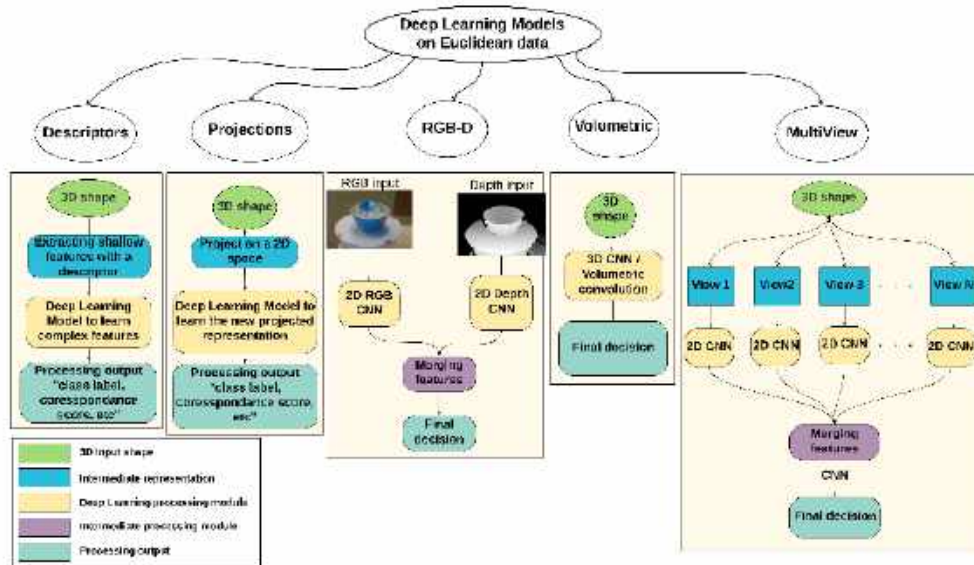 Deep Learning Models
on Euclidean data
Descriptors
Projections
RGB-D
Volumetric
MultiView
3D shape
Extracting shallow
features with a
descriptor
Deep Learning
Model to learn
complex features
Processing output
"class label,
coresspondance
score, etc"
3D shape
Project on a 2D
space
Deep Learning Model to
learn the new projected
representation
Processing output
"class label,
coresspondance score,
etc"
RGB input
Depth input
2D RGB
CNN
2D Depth
CNN
Merging
features
Final
decision
3D
shape
3D CNN /
Volumetric
convolution
Final decision
3D shape
View 1
View2
View 3
View N
2D CNN
2D CNN
2D CNN
2D CNN
Merging
features
CNN
Final decision
3D Input shape
Intermediate representation
Deep Learning processing module
Intermediate processing module
Processing output